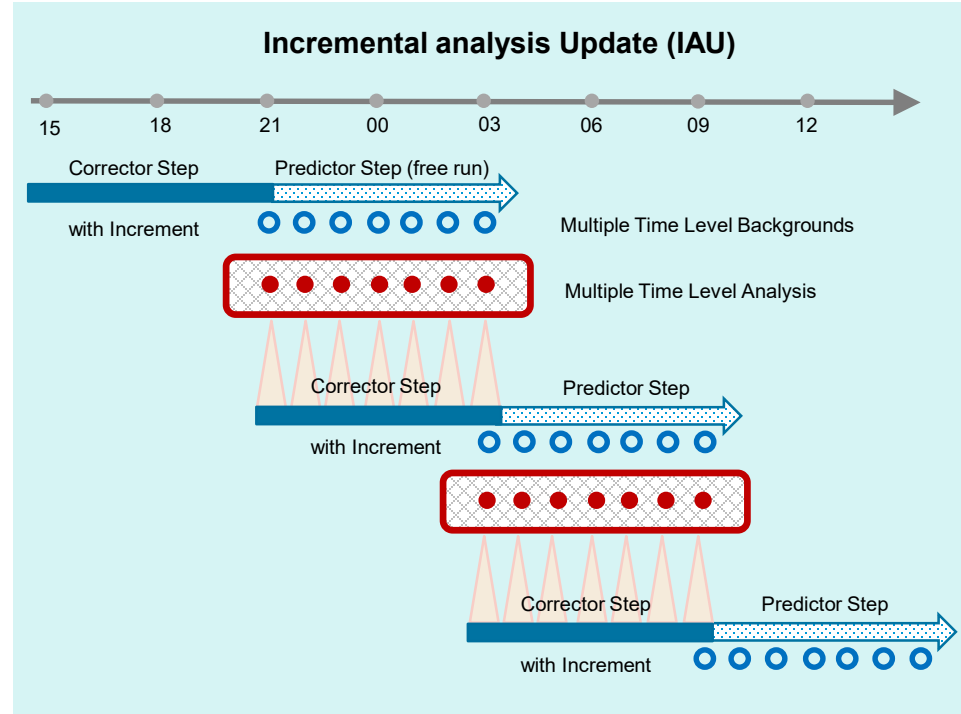 Incremental analysis Update (IAU)
15 18 21 00 03 06 09 12
Corrector Step Predictor Step (free run)
with Increment Multiple Time Level Backgrounds
Multiple Time Level Analysis
Corrector Step Predictor Step
with Increment
Corrector Step Predictor Step
with Increment